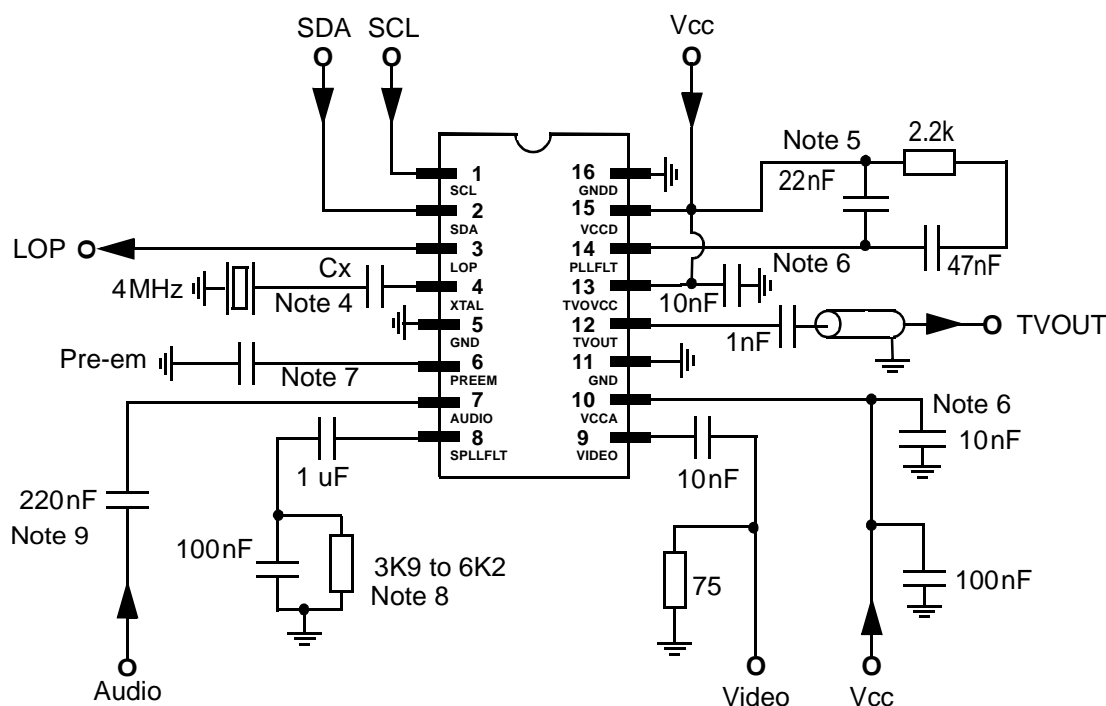 SDA SCL Vcc
Note 5 2.2k
1 SCL 16 GNDD 22nF
2 SDA 15 VCCD
LOP 3 LOP 14 PLLFLT Note 6 47nF
4MHz Cx Note 4 4 XTAL 13 TVOVCC 10nF
5 GND 12 TVOUT 1nF TVOUT
Pre-em Note 7 6 PREEM 11 GND
7 AUDIO 10 VCCA Note 6
8 SPLLFLT 9 VIDEO 10nF
1 uF 10nF
220nF
Note 9
100nF 3K9 to 6K2
Note 8
75 100nF
Audio Video Vcc